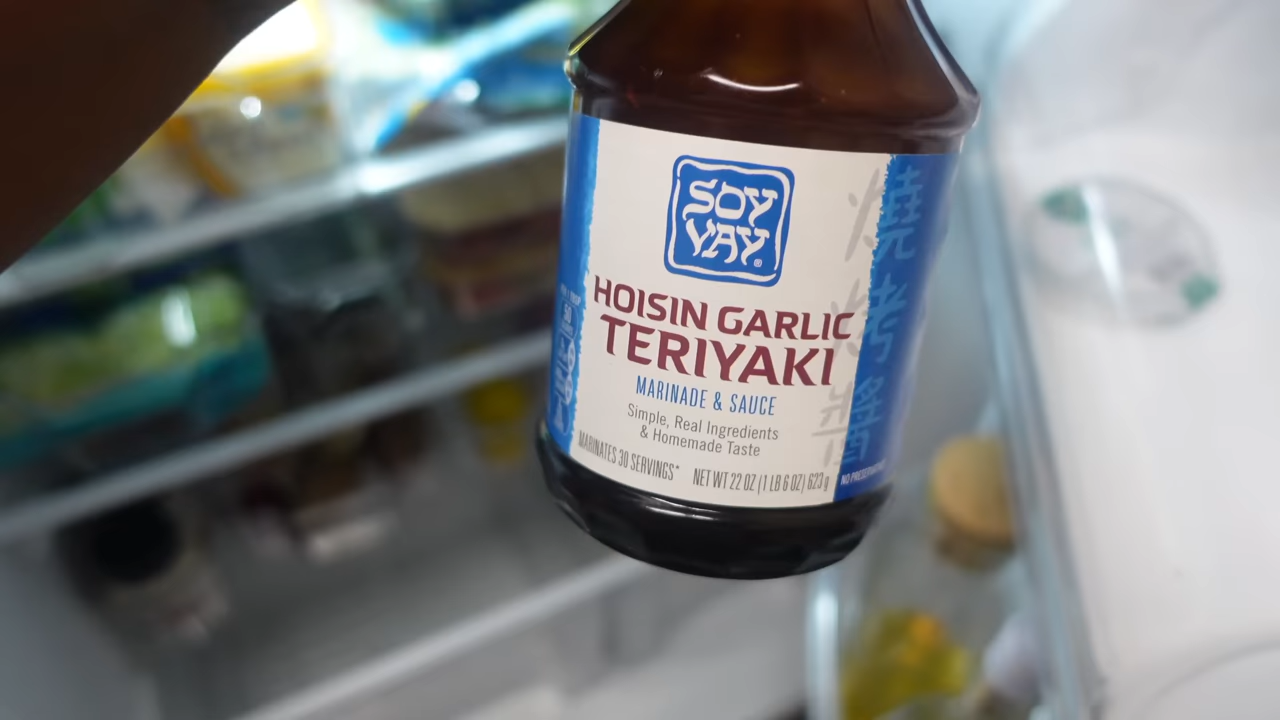 SOY
VAY®
HOISIN GARLIC
TERIYAKI
MARINADE & SAUCE
Simple, Real Ingredients
& Homemade Taste
MARINATES 30 SERVINGS* NET WT 22 OZ (1 LB 6 OZ) 623g